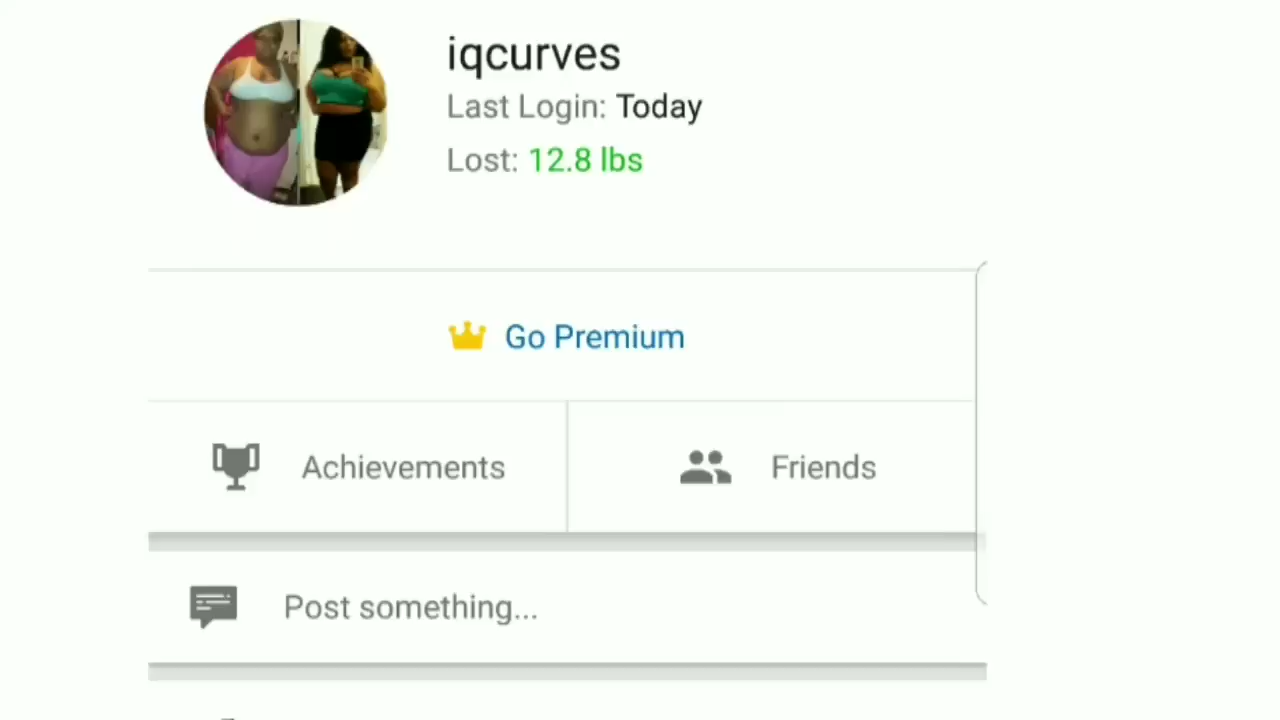 iqcurves
Last Login: Today
Lost: 12.8 lbs
Go Premium
Achievements
Friends
Post something...